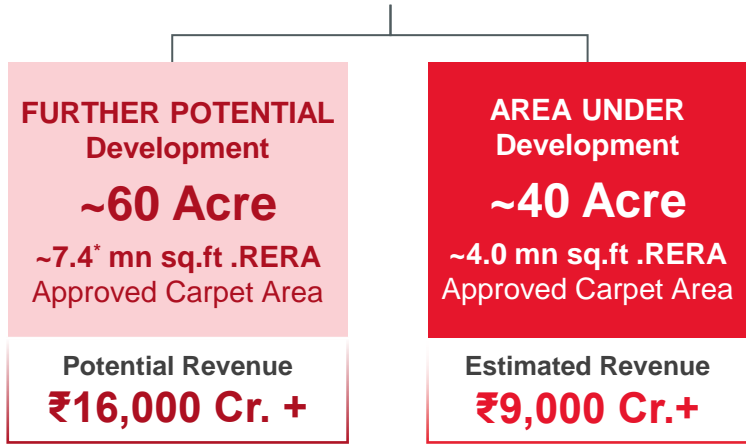 FURTHER POTENTIAL
Development
~60 Acre
~7.4* mn sq.ft .RERA
Approved Carpet Area
Potential Revenue
₹16,000 Cr. +
AREA UNDER
Development
~40 Acre
~4.0 mn sq.ft .RERA
Approved Carpet Area
Estimated Revenue
₹9,000 Cr.+